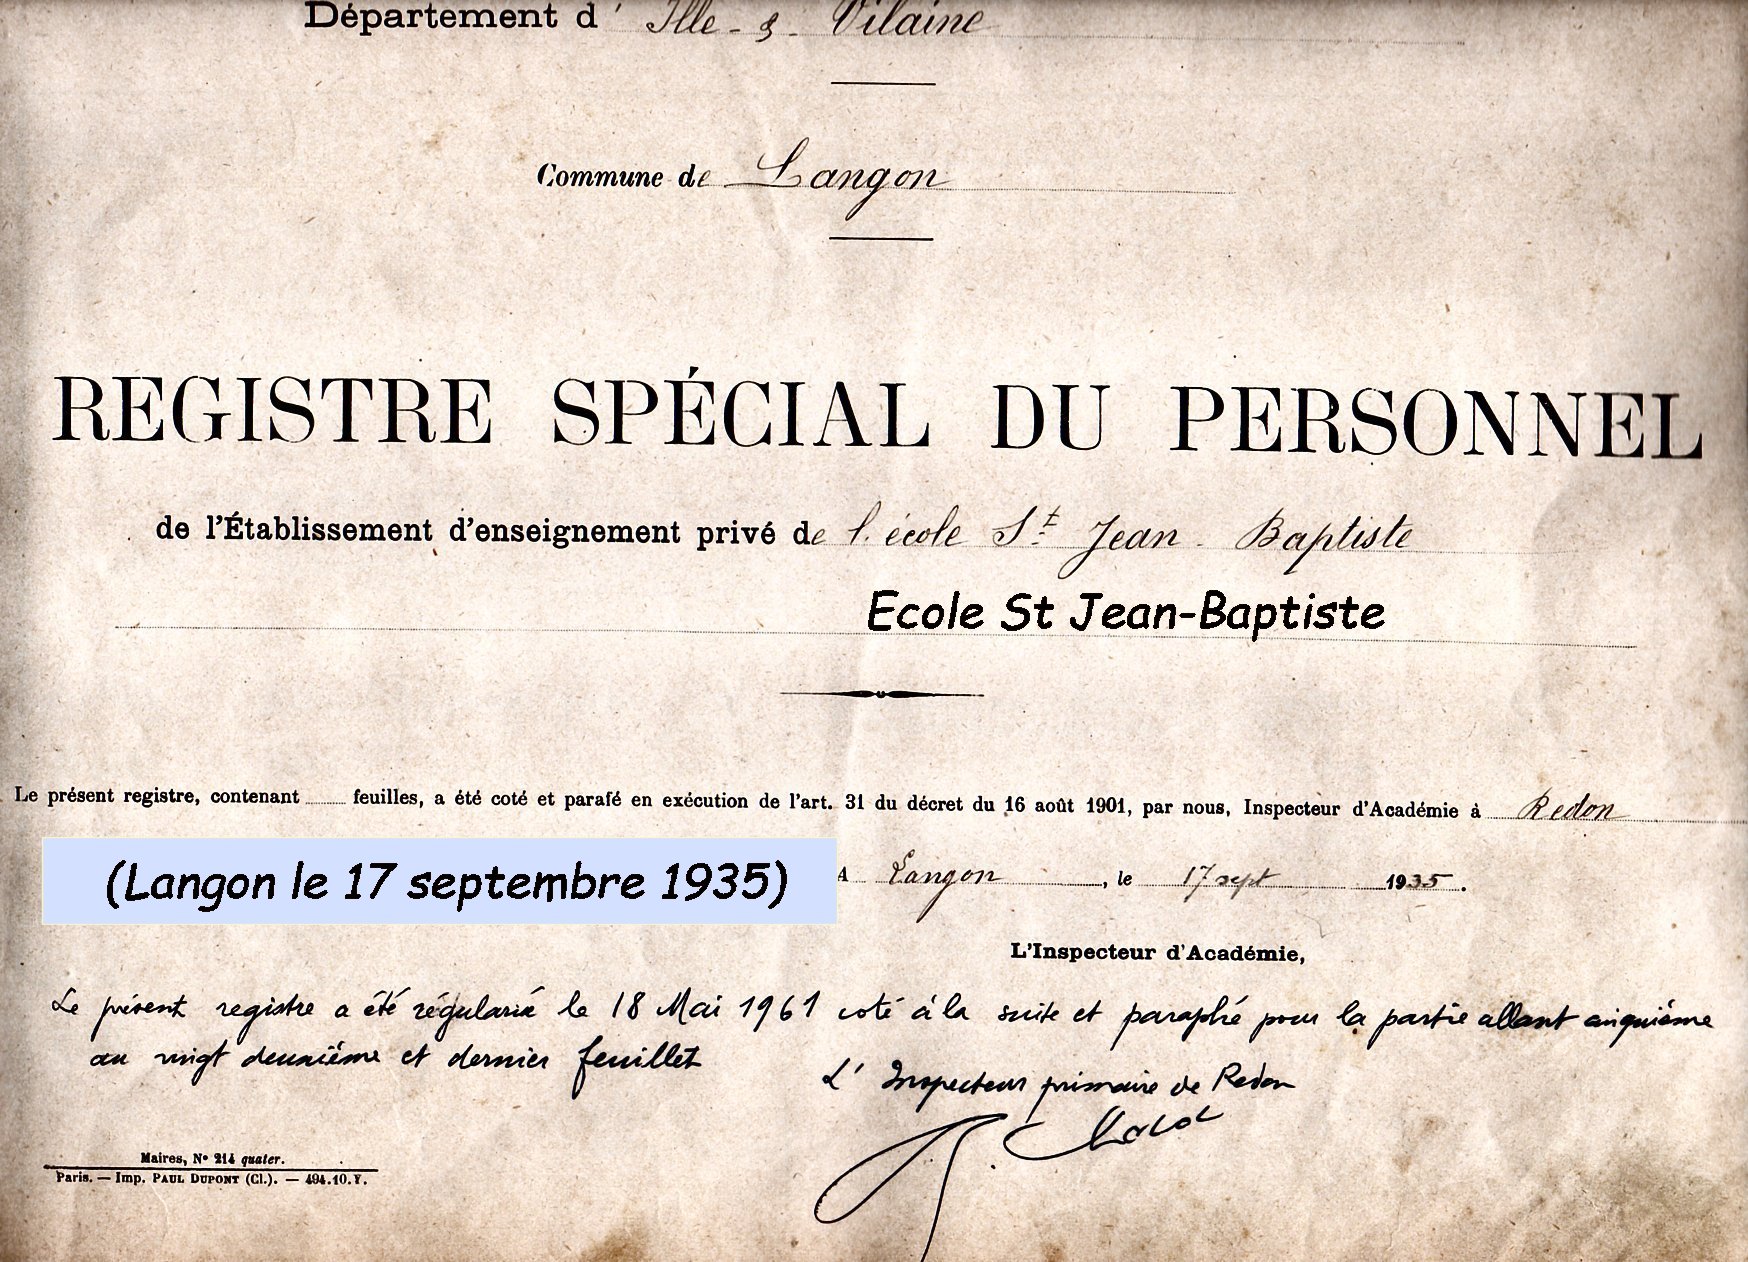 Département d' Ille-&-Vilaine
Commune de Langon
REGISTRE SPÉCIAL DU PERSONNEL
de l'Établissement d'enseignement privé de l'école St Jean-Baptiste
Ecole St Jean-Baptiste
Le présent registre, contenant feuilles, a été coté et parafé en exécution de l'art. 31 du décret du 16 août 1901, par nous, Inspecteur d'Académie à Redon
(Langon le 17 septembre 1935) A Langon, le 17 sept 1935.
L'Inspecteur d'Académie,
Le présent registre a été régularisé le 18 Mai 1961 coté à la suite et paraphé pour la partie allant cinquième
au vingt deuxième et dernier feuillet
L' Inspecteur primaire de Redon
Maires, No 214 quater.
Paris. — Imp. PAUL DUPONT (Cl.). — 494.10.Y.